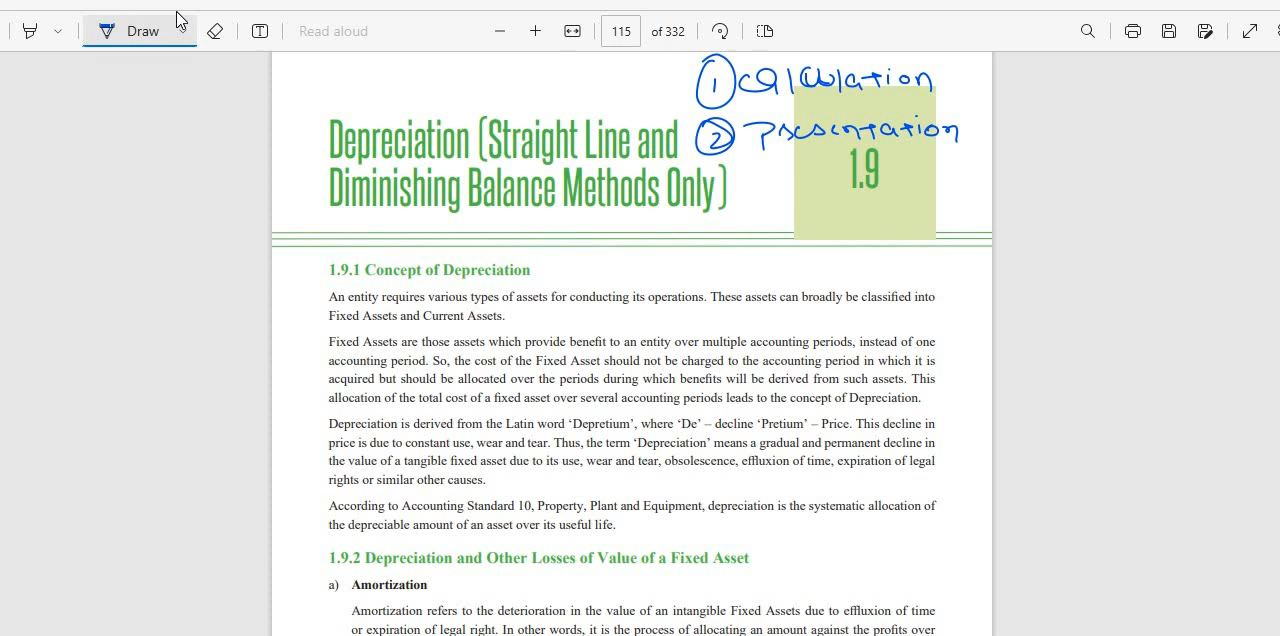 Draw
Read aloud
115 of 332
1 calculation
2 presentation
Depreciation (Straight Line and
Diminishing Balance Methods Only)
1.9
1.9.1 Concept of Depreciation
An entity requires various types of assets for conducting its operations. These assets can broadly be classified into
Fixed Assets and Current Assets.
Fixed Assets are those assets which provide benefit to an entity over multiple accounting periods, instead of one
accounting period. So, the cost of the Fixed Asset should not be charged to the accounting period in which it is
acquired but should be allocated over the periods during which benefits will be derived from such assets. This
allocation of the total cost of a fixed asset over several accounting periods leads to the concept of Depreciation.
Depreciation is derived from the Latin word ‘Depretium’, where ‘De’ – decline ‘Pretium’ – Price. This decline in
price is due to constant use, wear and tear. Thus, the term ‘Depreciation’ means a gradual and permanent decline in
the value of a tangible fixed asset due to its use, wear and tear, obsolescence, effluxion of time, expiration of legal
rights or similar other causes.
According to Accounting Standard 10, Property, Plant and Equipment, depreciation is the systematic allocation of
the depreciable amount of an asset over its useful life.
1.9.2 Depreciation and Other Losses of Value of a Fixed Asset
a) Amortization
Amortization refers to the deterioration in the value of an intangible Fixed Assets due to effluxion of time
or expiration of legal right. In other words, it is the process of allocating an amount against the profits over